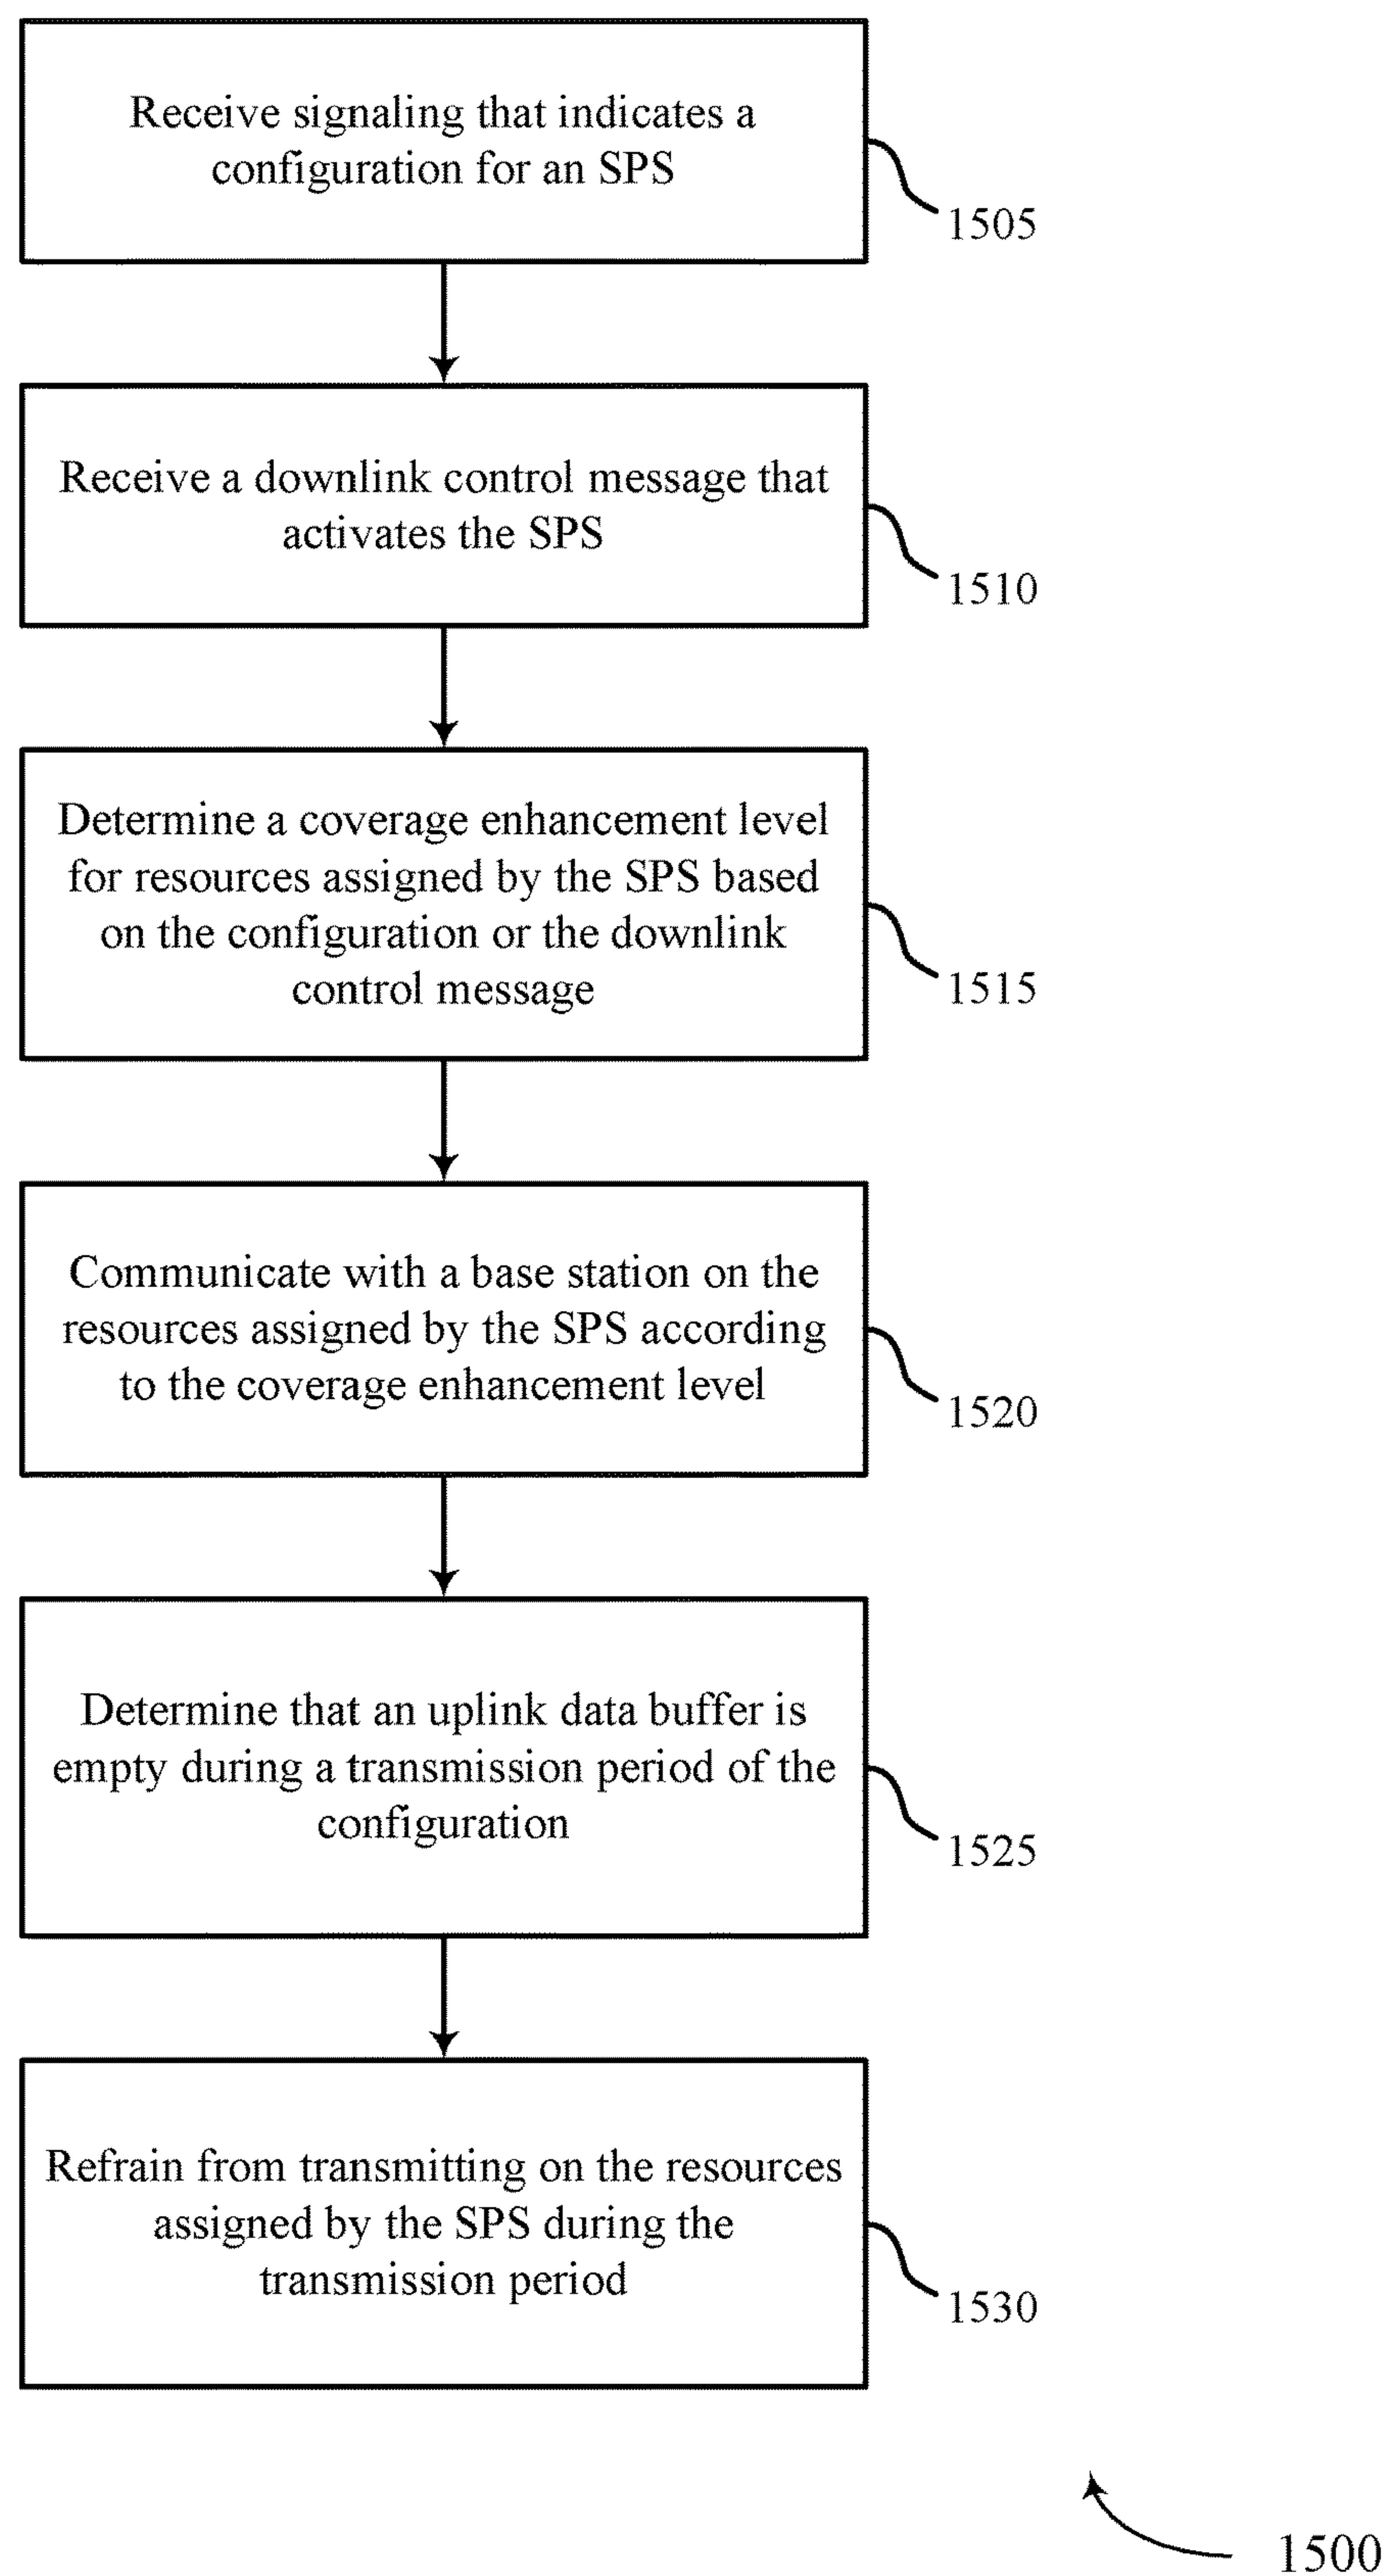 Receive signaling that indicates a
configuration for an SPS
1505
Receive a downlink control message that
activates the SPS
1510
Determine a coverage enhancement level
for resources assigned by the SPS based
on the configuration or the downlink
control message
1515
Communicate with a base station on the
resources assigned by the SPS according
to the coverage enhancement level
1520
Determine that an uplink data buffer is
empty during a transmission period of the
configuration
1525
Refrain from transmitting on the resources
assigned by the SPS during the
transmission period
1530
1500